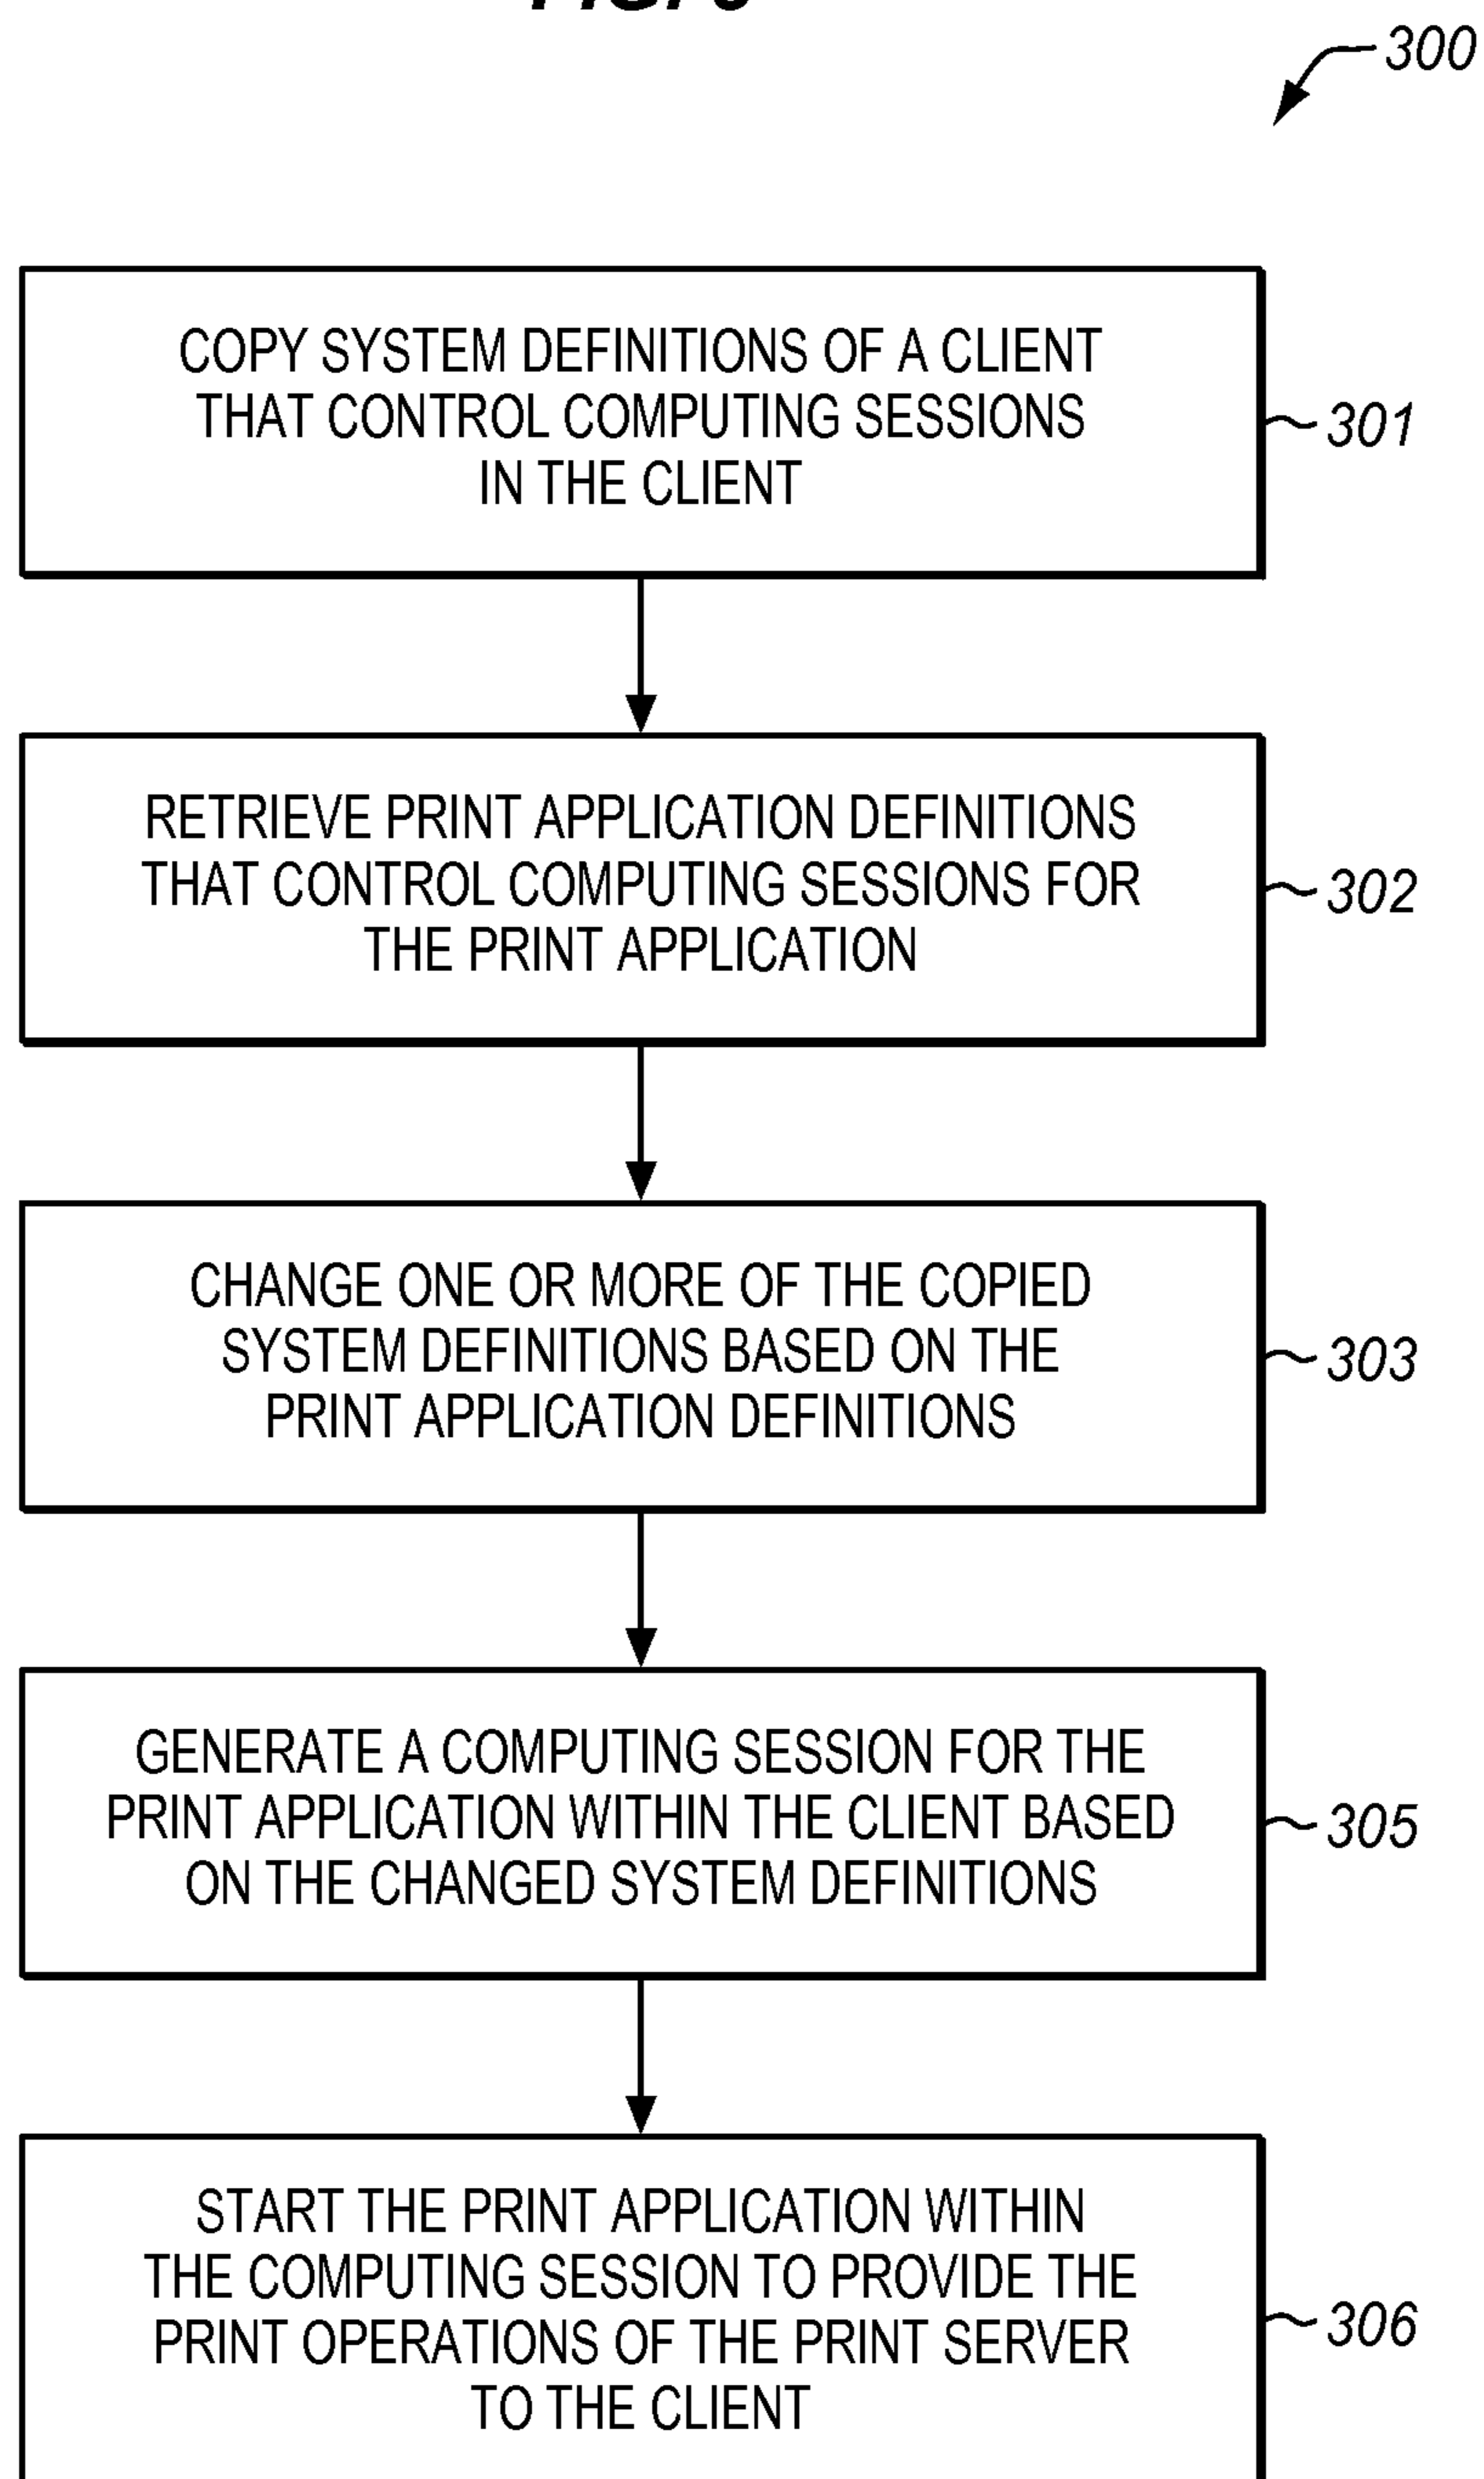 300
COPY SYSTEM DEFINITIONS OF A CLIENT
THAT CONTROL COMPUTING SESSIONS
IN THE CLIENT
301
RETRIEVE PRINT APPLICATION DEFINITIONS
THAT CONTROL COMPUTING SESSIONS FOR
THE PRINT APPLICATION
302
CHANGE ONE OR MORE OF THE COPIED
SYSTEM DEFINITIONS BASED ON THE
PRINT APPLICATION DEFINITIONS
303
GENERATE A COMPUTING SESSION FOR THE
PRINT APPLICATION WITHIN THE CLIENT BASED
ON THE CHANGED SYSTEM DEFINITIONS
305
START THE PRINT APPLICATION WITHIN
THE COMPUTING SESSION TO PROVIDE THE
PRINT OPERATIONS OF THE PRINT SERVER
TO THE CLIENT
306